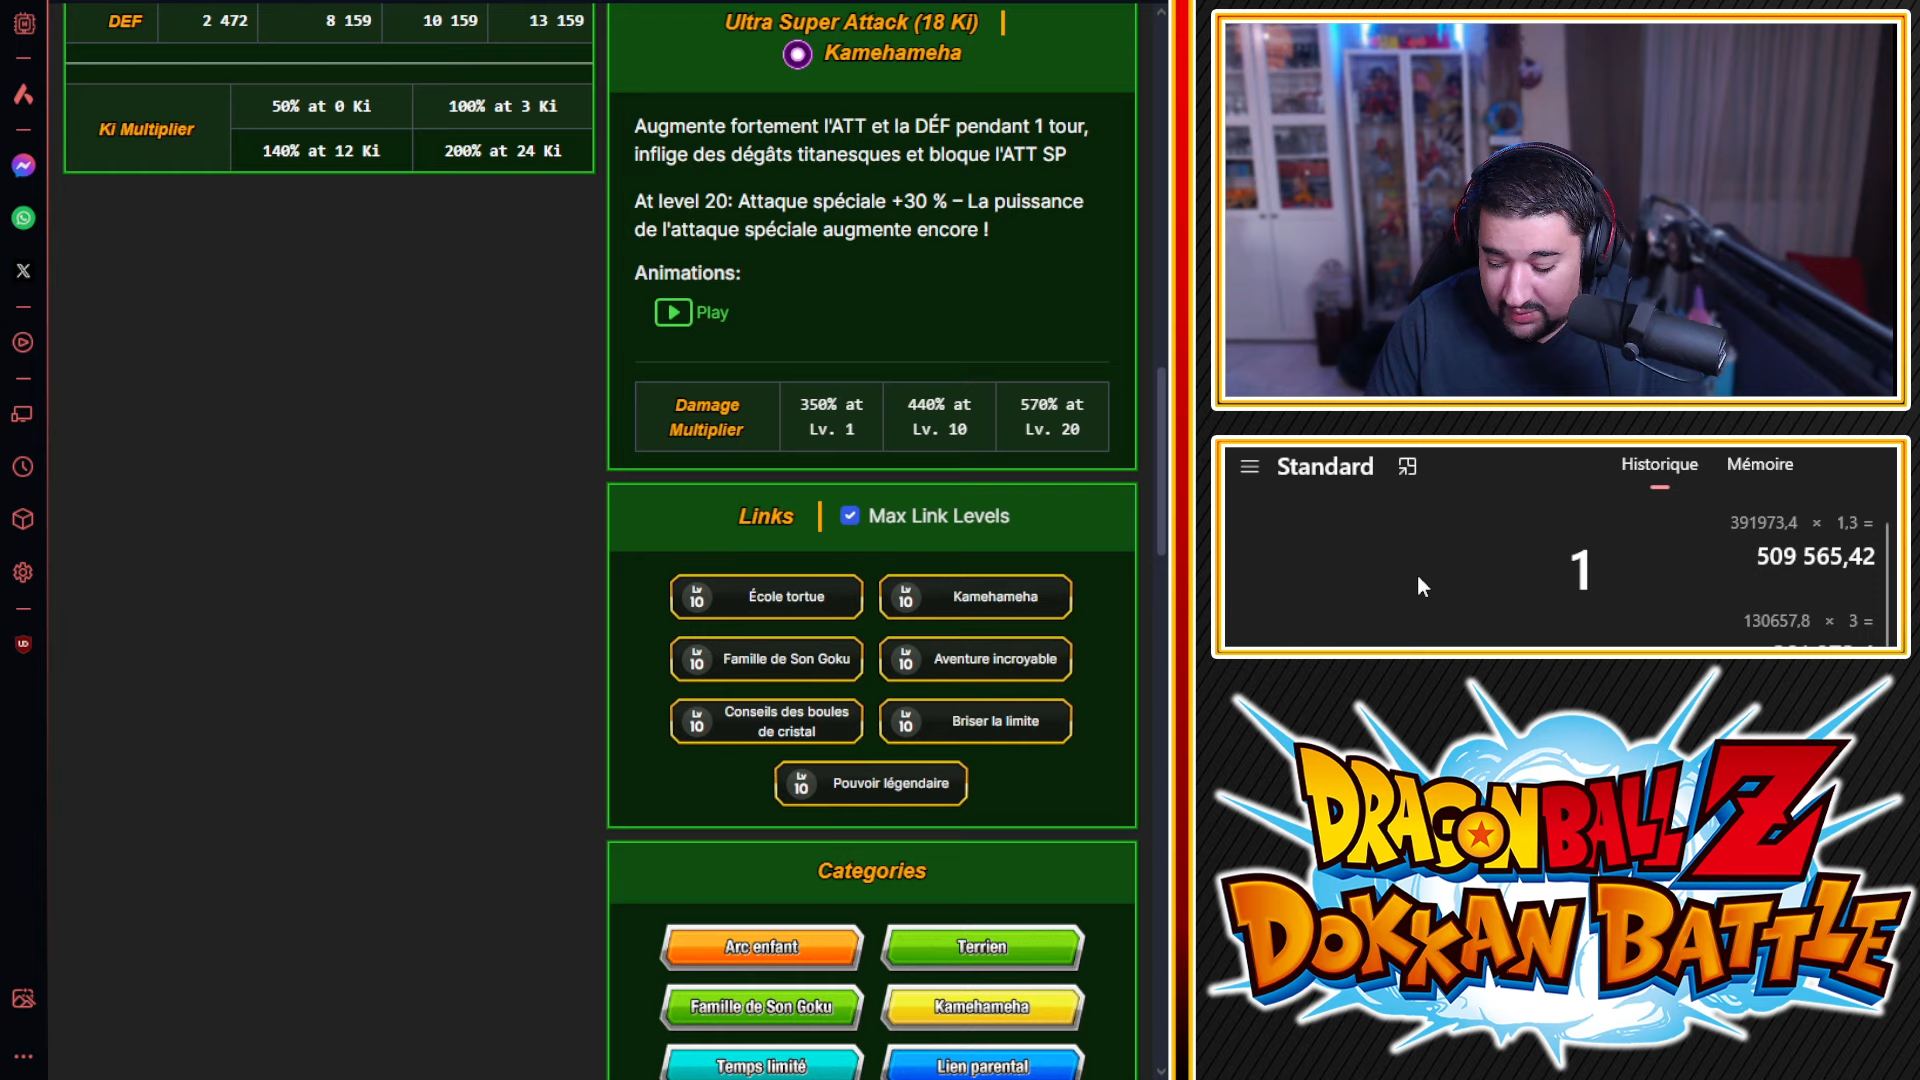 DEF 2 472 8 159 10 159 13 159
Ki Multiplier
50% at 0 Ki 100% at 3 Ki
140% at 12 Ki 200% at 24 Ki
Ultra Super Attack (18 Ki)
Kamehameha
Augmente fortement l'ATT et la DÉF pendant 1 tour,
inflige des dégâts titanesques et bloque l'ATT SP
At level 20: Attaque spéciale +30 % – La puissance
de l'attaque spéciale augmente encore !
Animations:
Play
Damage
Multiplier
350% at
Lv. 1
440% at
Lv. 10
570% at
Lv. 20
Links
Max Link Levels
Lv 10 École tortue
Lv 10 Kamehameha
Lv 10 Famille de Son Goku
Lv 10 Aventure incroyable
Lv 10 Conseils des boules
de cristal
Lv 10 Briser la limite
Lv 10 Pouvoir légendaire
Categories
Arc enfant
Terrien
Famille de Son Goku
Kamehameha
Temps limité
Lien parental
Standard
Historique Mémoire
391973,4 × 1,3 =
509 565,42
1
130657,8 × 3 =
DRAGON BALL Z
DOKKAN BATTLE